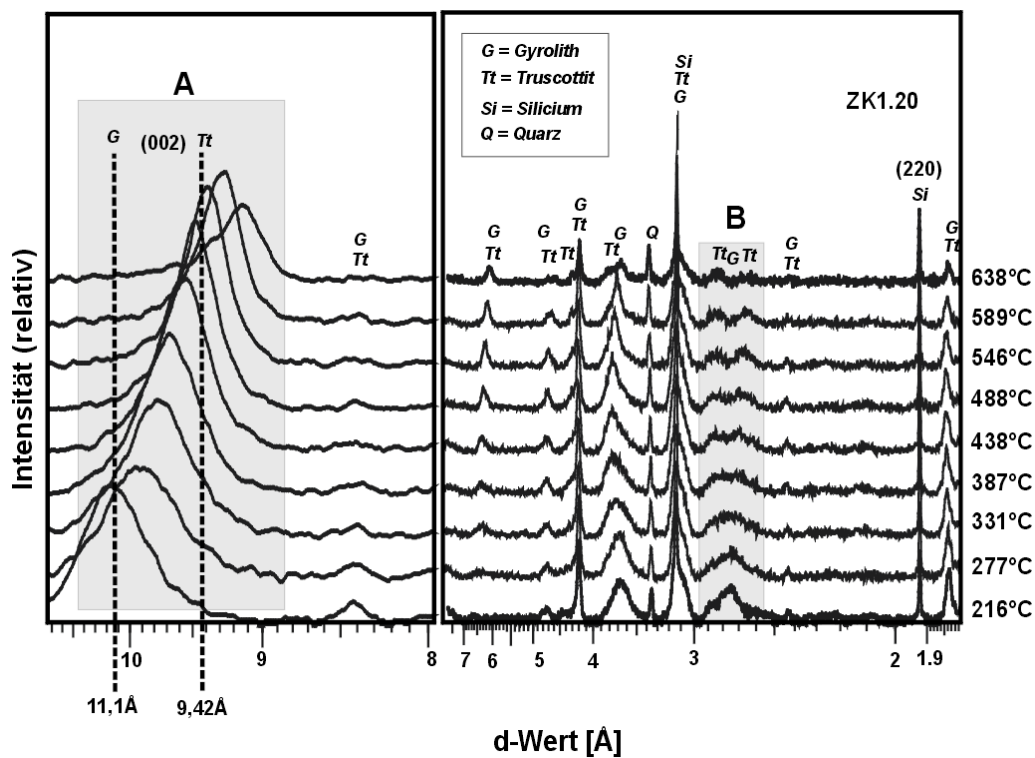 A
G (002) Tt
G
Tt
G = Gyrolith
Tt = Truscottit
Si = Silicium
Q = Quarz
ZK1.20
Si
Tt
G
G
Tt
G
Tt Tt
G
Tt
Tt G
Q
B
Tt G Tt
G
Tt
(220)
Si
G
Tt
638°C
589°C
546°C
488°C
438°C
387°C
331°C
277°C
216°C
Intensität (relativ)
10 9 8
7 6 5 4 3 2 1.9
11,1Å 9,42Å
d-Wert [Å]